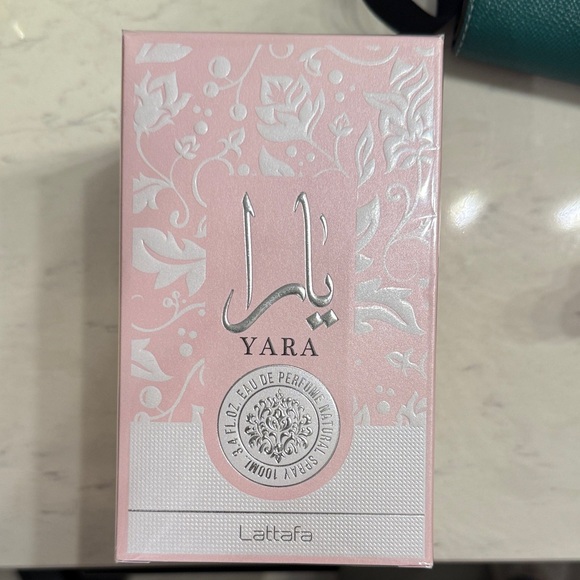 يارا
YARA
EAU DE PERFUME NATURAL SPRAY 100ML. 3.4 FL.OZ.
Lattafa